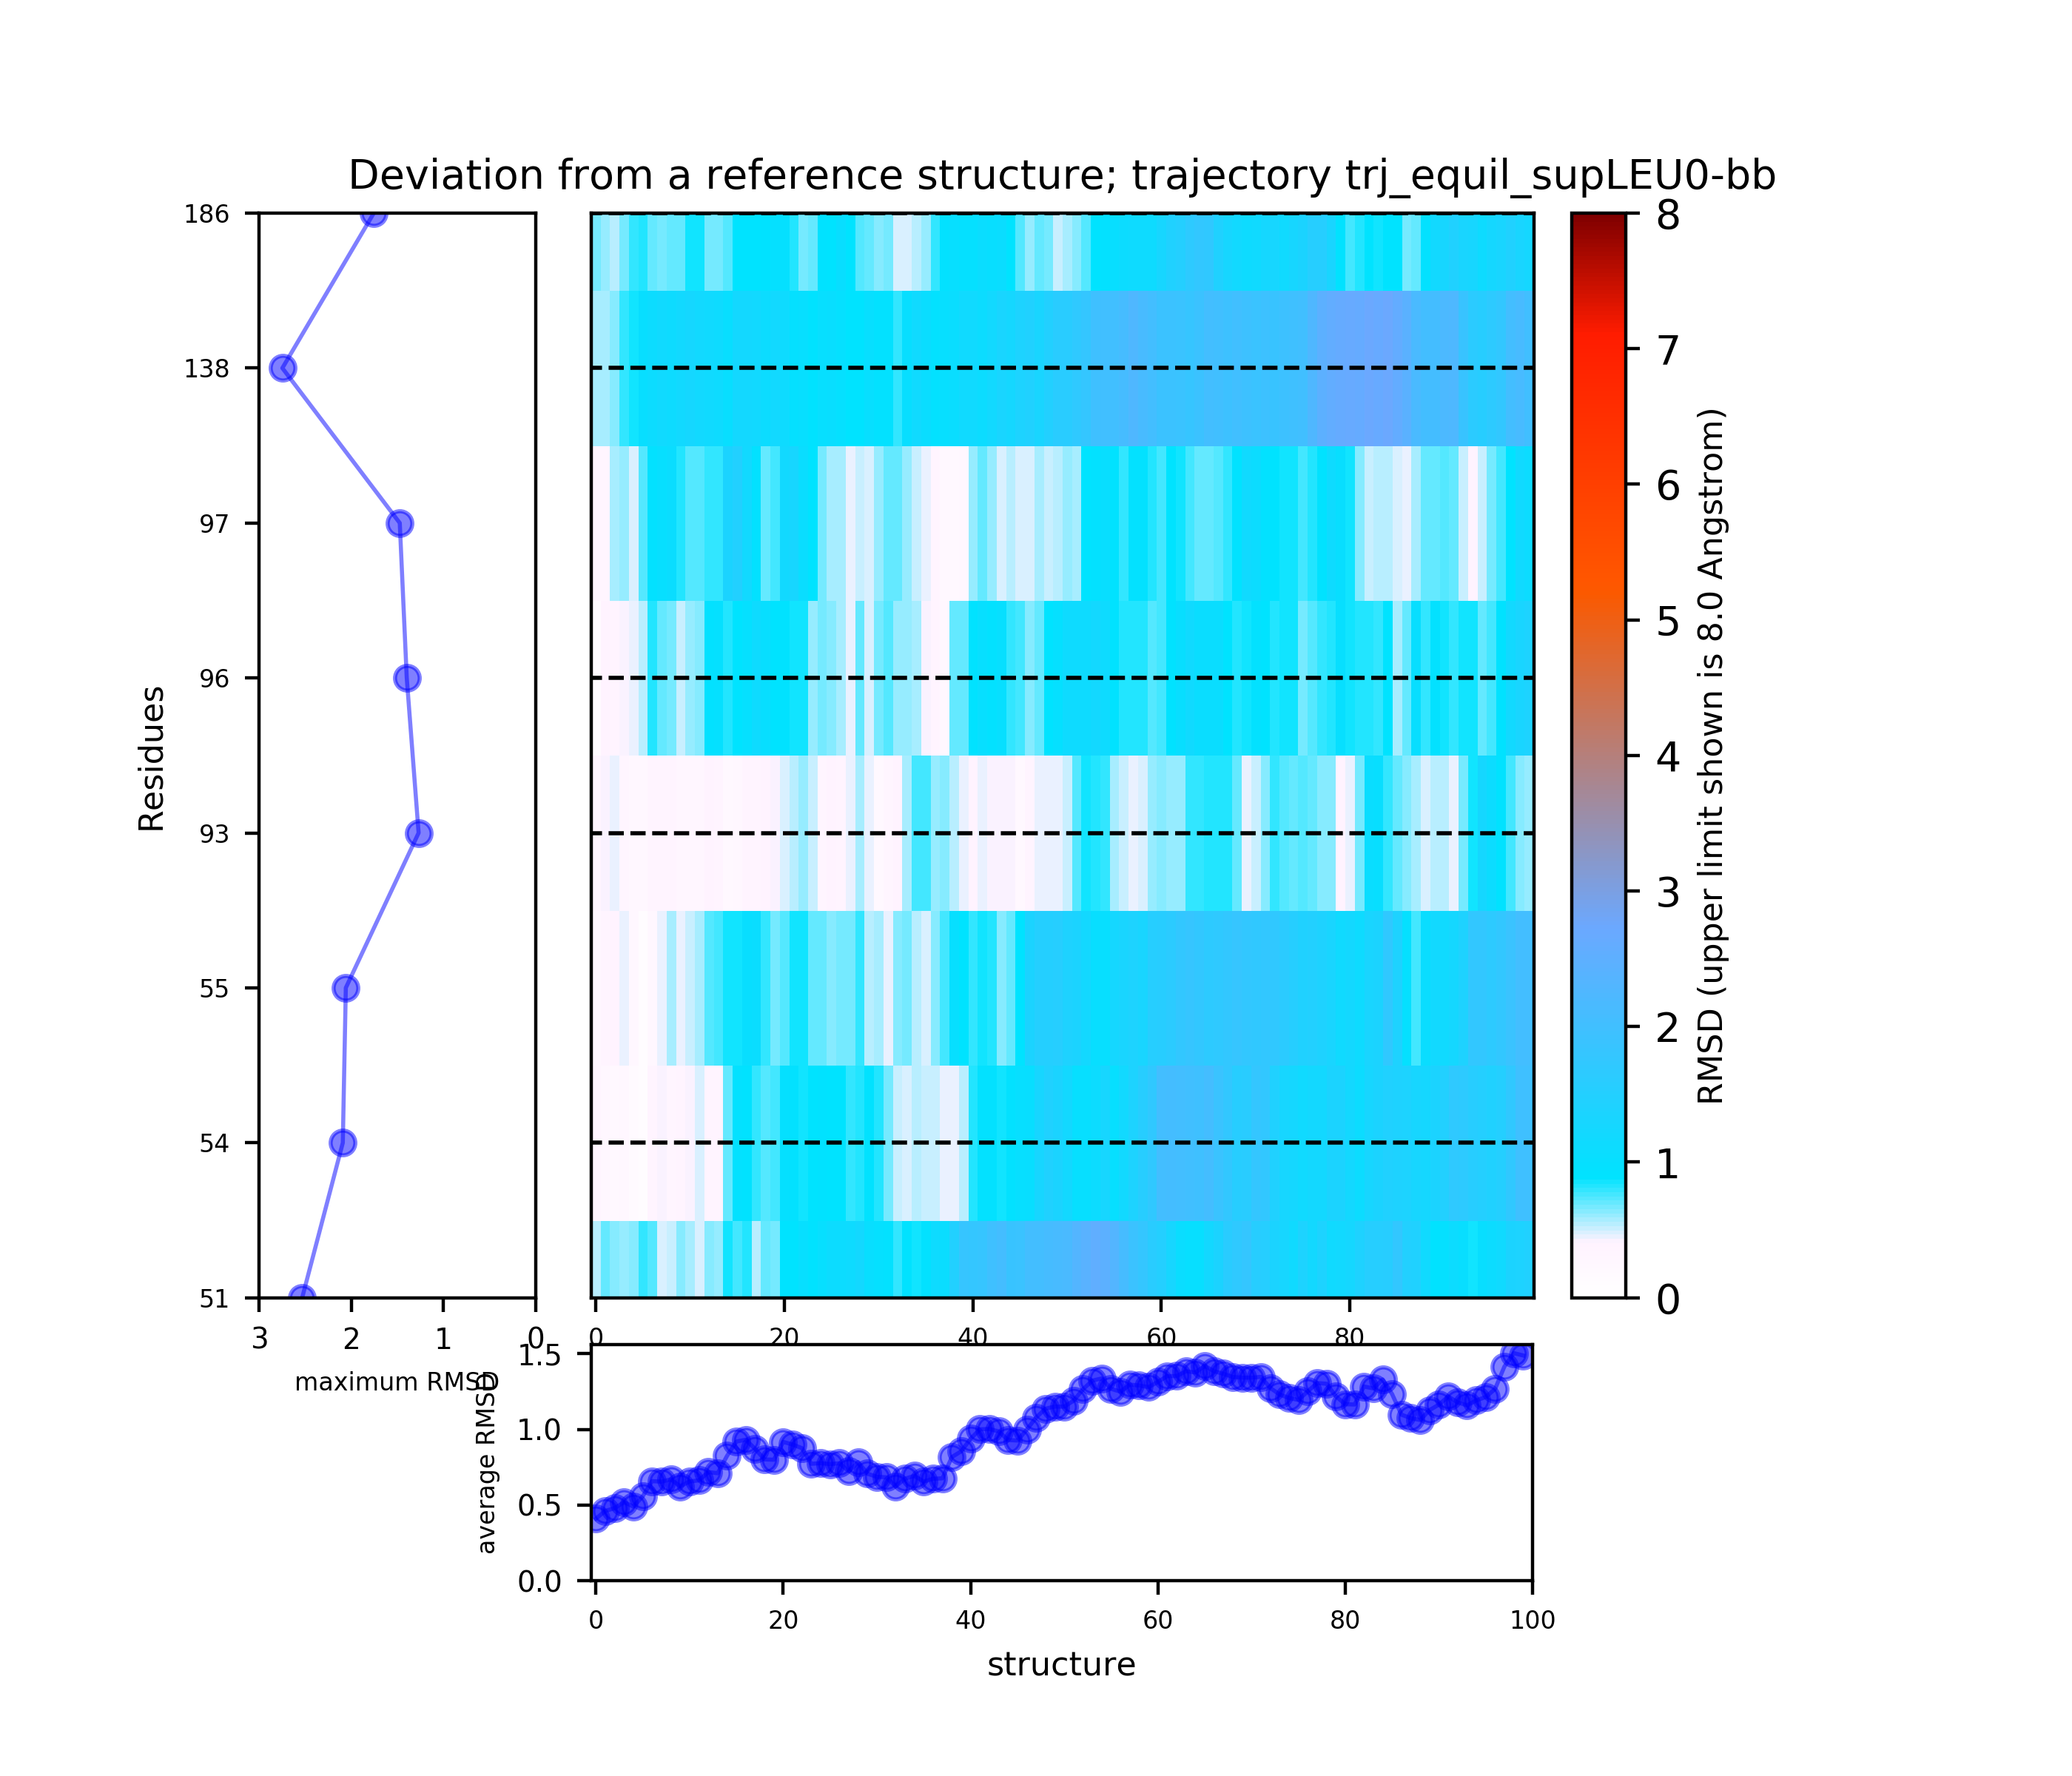 Deviation from a reference structure; trajectory trj_equil_supLEU0-bb
186
138
97
96
93
55
54
51
Residues
3 2 1 0
maximum RMSD
0 20 40 60 80
8
7
6
5
4
3
2
1
0
RMSD (upper limit shown is 8.0 Angstrom)
1.5
1.0
0.5
0.0
average RMSD
0 20 40 60 80 100
structure